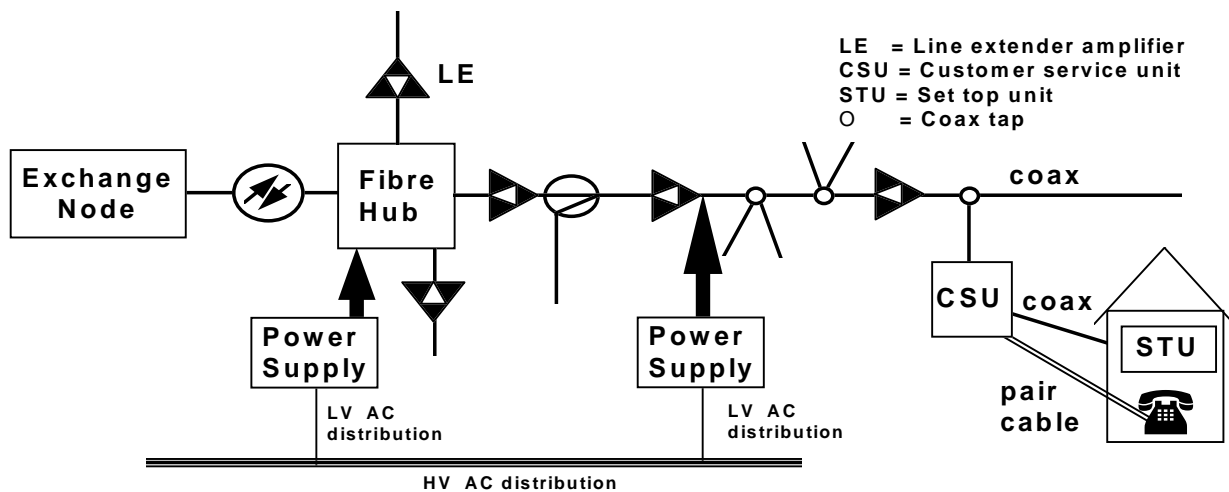 LE = Line extender amplifier
CSU = Customer service unit
STU = Set top unit
O = Coax tap
LE
Exchange
Node
Fibre
Hub
coax
CSU
coax
STU
Power
Supply
Power
Supply
pair
cable
LV AC
distribution
LV AC
distribution
HV AC distribution